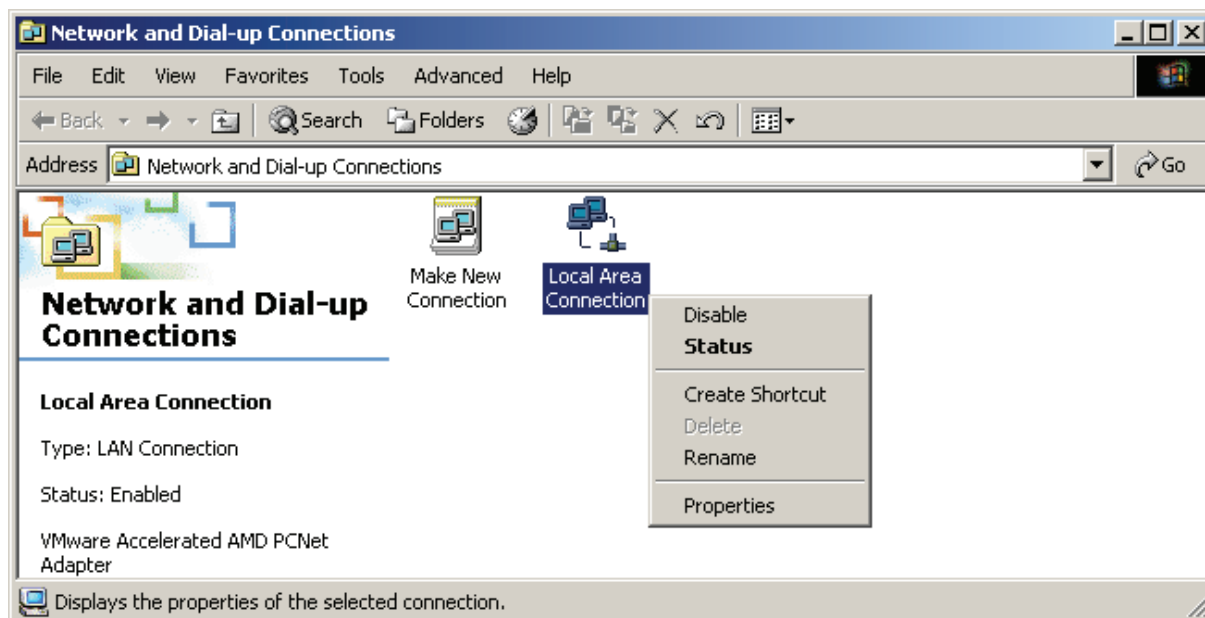 Network and Dial-up Connections
File Edit View Favorites Tools Advanced Help
Back Search Folders
Address Network and Dial-up Connections Go
Make New
Connection
Local Area
Connection
Network and Dial-up
Connections
Local Area Connection
Type: LAN Connection
Status: Enabled
VMware Accelerated AMD PCNet
Adapter
Disable
Status
Create Shortcut
Delete
Rename
Properties
Displays the properties of the selected connection.